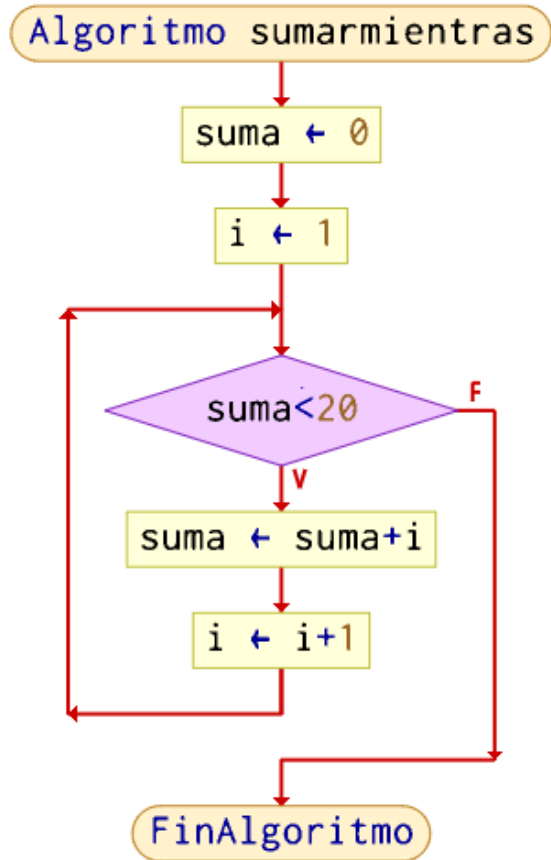 Algoritmo sumarmientras
suma ← 0
i ← 1
suma<20
F
V
suma ← suma+i
i ← i+1
FinAlgoritmo